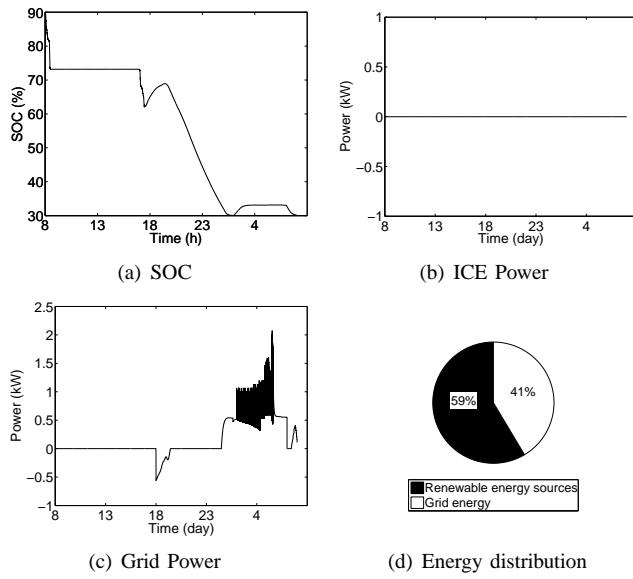 90
80
70
60
50
40
30
SOC (%)
8 13 18 23 4
Time (h)
(a) SOC
1
0.5
0
−0.5
−1
Power (kW)
8 13 18 23 4
Time (day)
(b) ICE Power
2.5
2
1.5
1
0.5
0
−0.5
−1
Power (kW)
8 13 18 23 4
Time (day)
(c) Grid Power
59%
41%
Renewable energy sources
Grid energy
(d) Energy distribution